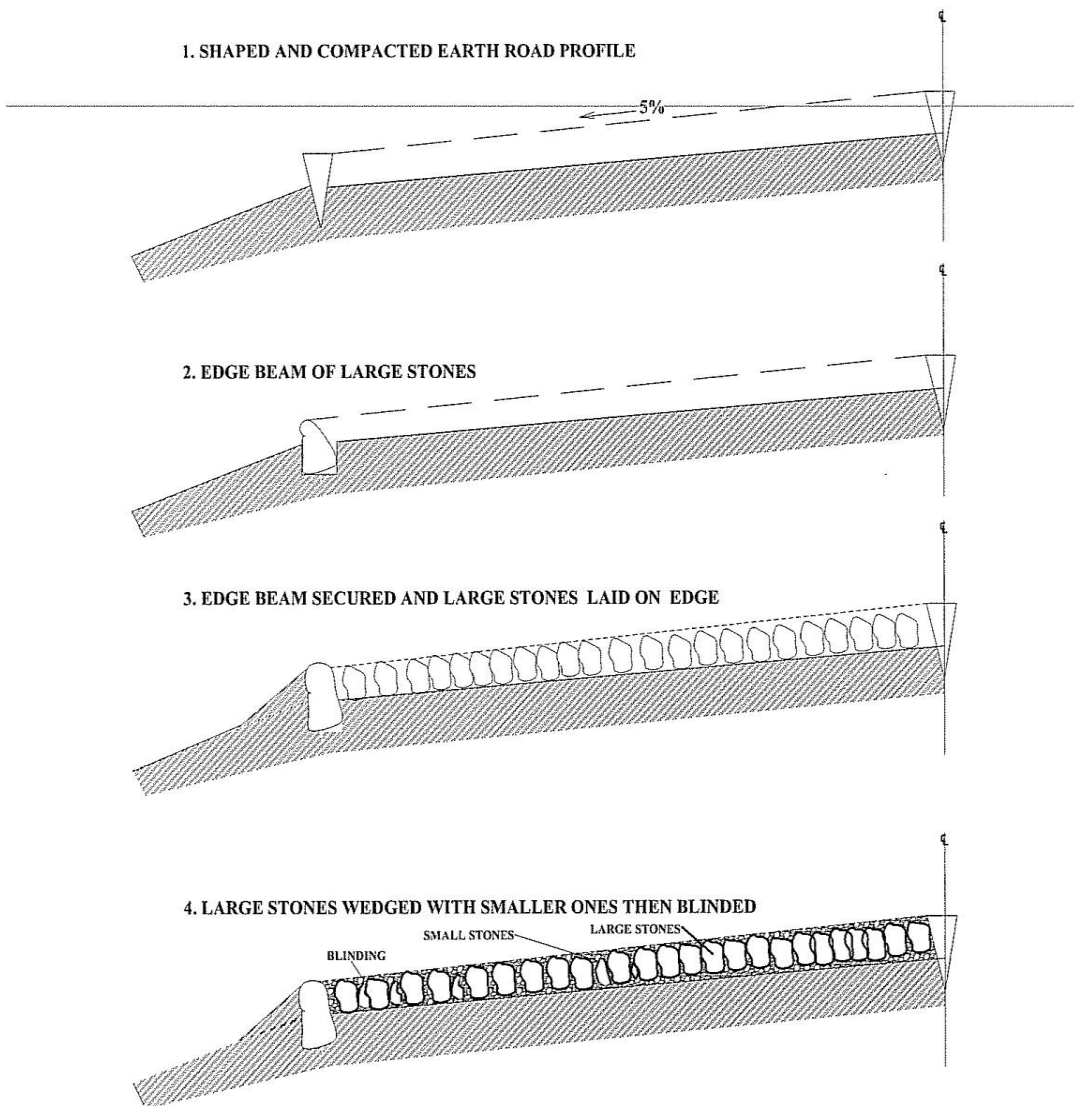 ℄
1. SHAPED AND COMPACTED EARTH ROAD PROFILE
5%
℄
2. EDGE BEAM OF LARGE STONES
℄
3. EDGE BEAM SECURED AND LARGE STONES LAID ON EDGE
℄
4. LARGE STONES WEDGED WITH SMALLER ONES THEN BLINDED
SMALL STONES
LARGE STONES
BLINDING